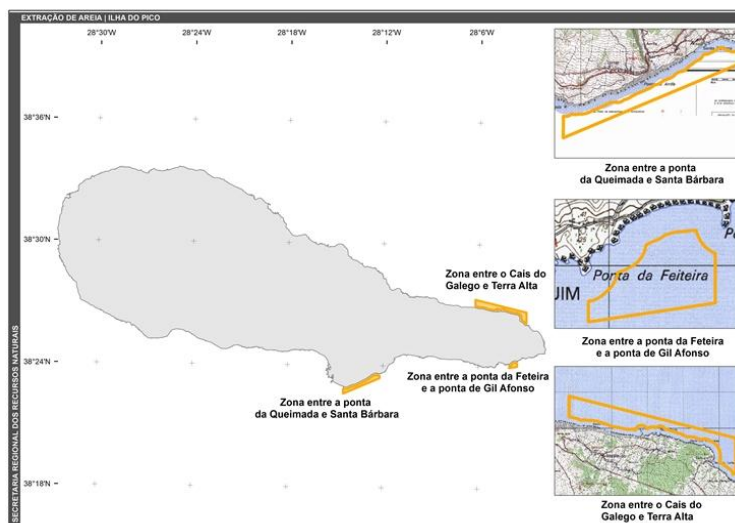 EXTRAÇÃO DE AREIA | ILHA DO PICO
28°30'W
28°24'W
28°18'W
28°12'W
28°6'W
38°36'N
38°30'N
38°24'N
38°18'N
Zona entre o Cais do
Galego e Terra Alta
Zona entre a ponta da Feteira
e a ponta de Gil Afonso
Zona entre a ponta
da Queimada e Santa Bárbara
Zona entre a ponta
da Queimada e Santa Bárbara
Ponta da Feiteira
JIM
Zona entre a ponta da Feteira
e a ponta de Gil Afonso
Zona entre o Cais do
Galego e Terra Alta
SECRETARIA REGIONAL DOS RECURSOS NATURAIS